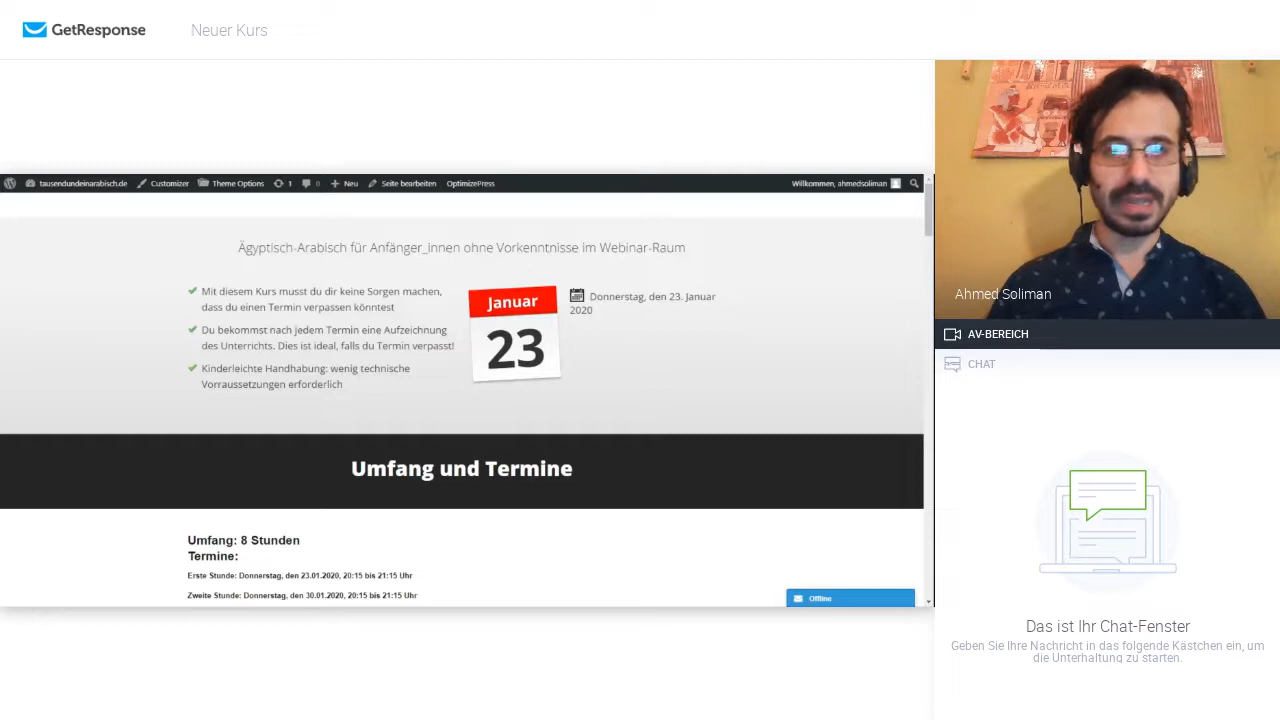 GetResponse
Neuer Kurs
tausendundeinarabisch.de Customizer Theme Options 1 0 Neu Seite bearbeiten OptimizePress Willkommen, ahmedsoliman
Ägyptisch-Arabisch für Anfänger_innen ohne Vorkenntnisse im Webinar-Raum
Mit diesem Kurs musst du dir keine Sorgen machen,
dass du einen Termin verpassen könntest
Du bekommst nach jedem Termin eine Aufzeichnung
des Unterrichts. Dies ist ideal, falls du Termin verpasst!
Kinderleichte Handhabung: wenig technische
Vorraussetzungen erforderlich
Januar
23
Donnerstag, den 23. Januar
2020
Umfang und Termine
Umfang: 8 Stunden
Termine:
Erste Stunde: Donnerstag, den 23.01.2020, 20:15 bis 21:15 Uhr
Zweite Stunde: Donnerstag, den 30.01.2020, 20:15 bis 21:15 Uhr
Offline
Ahmed Soliman
AV-BEREICH
CHAT
Das ist Ihr Chat-Fenster
Geben Sie Ihre Nachricht in das folgende Kästchen ein, um
die Unterhaltung zu starten.